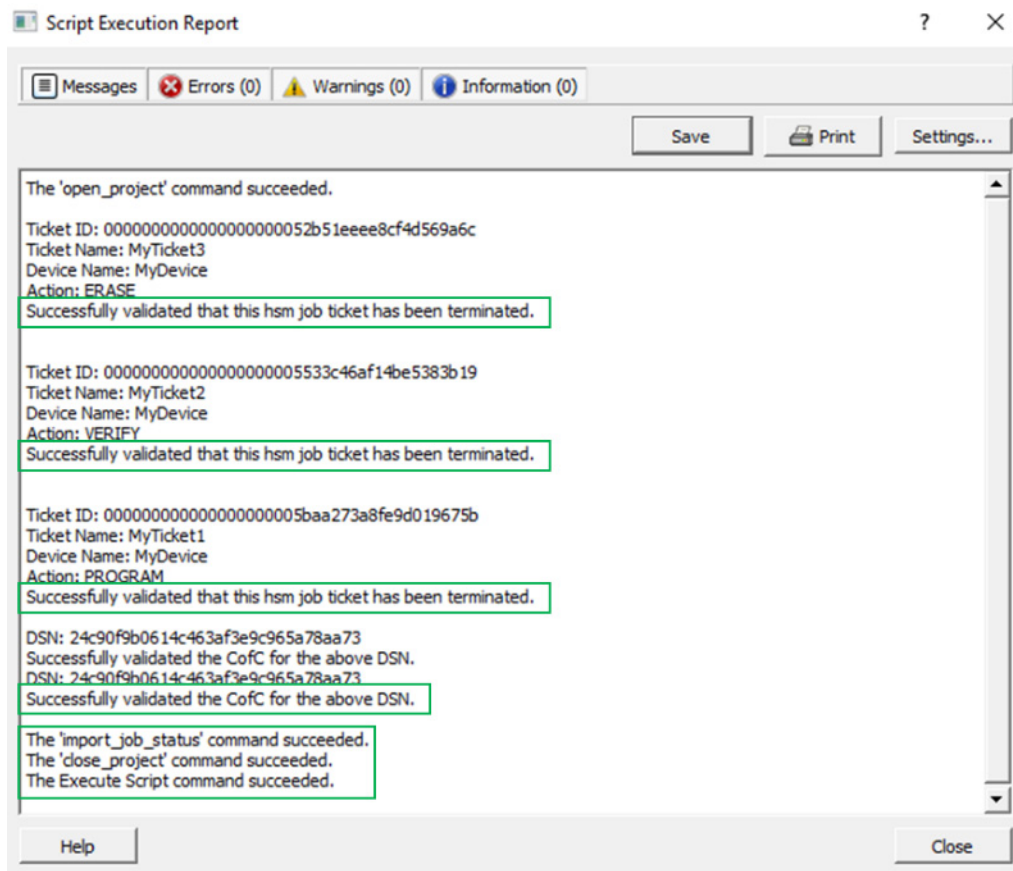 Script Execution Report
Messages Errors (0) Warnings (0) Information (0)
Save Print Settings...
The 'open_project' command succeeded.
Ticket ID: 0000000000000000000052b51eeee8cf4d569a6c
Ticket Name: MyTicket3
Device Name: MyDevice
Action: ERASE
Successfully validated that this hsm job ticket has been terminated.
Ticket ID: 000000000000000000005533c46af14be5383b19
Ticket Name: MyTicket2
Device Name: MyDevice
Action: VERIFY
Successfully validated that this hsm job ticket has been terminated.
Ticket ID: 000000000000000000005baa273a8fe9d019675b
Ticket Name: MyTicket1
Device Name: MyDevice
Action: PROGRAM
Successfully validated that this hsm job ticket has been terminated.
DSN: 24c90f9b0614c463af3e9c965a78aa73
Successfully validated the CofC for the above DSN.
DSN: 24c90f9b0614c463af3e9c965a78aa73
Successfully validated the CofC for the above DSN.
The 'import_job_status' command succeeded.
The 'close_project' command succeeded.
The Execute Script command succeeded.
Help Close